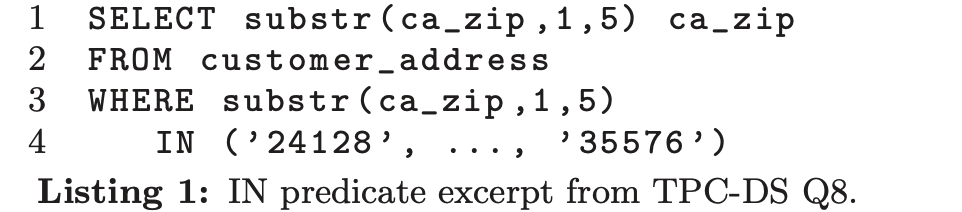 1 SELECT substr(ca_zip,1,5) ca_zip
2 FROM customer_address
3 WHERE substr(ca_zip,1,5)
4 IN (’24128’, ..., ’35576’)
Listing 1: IN predicate excerpt from TPC-DS Q8.